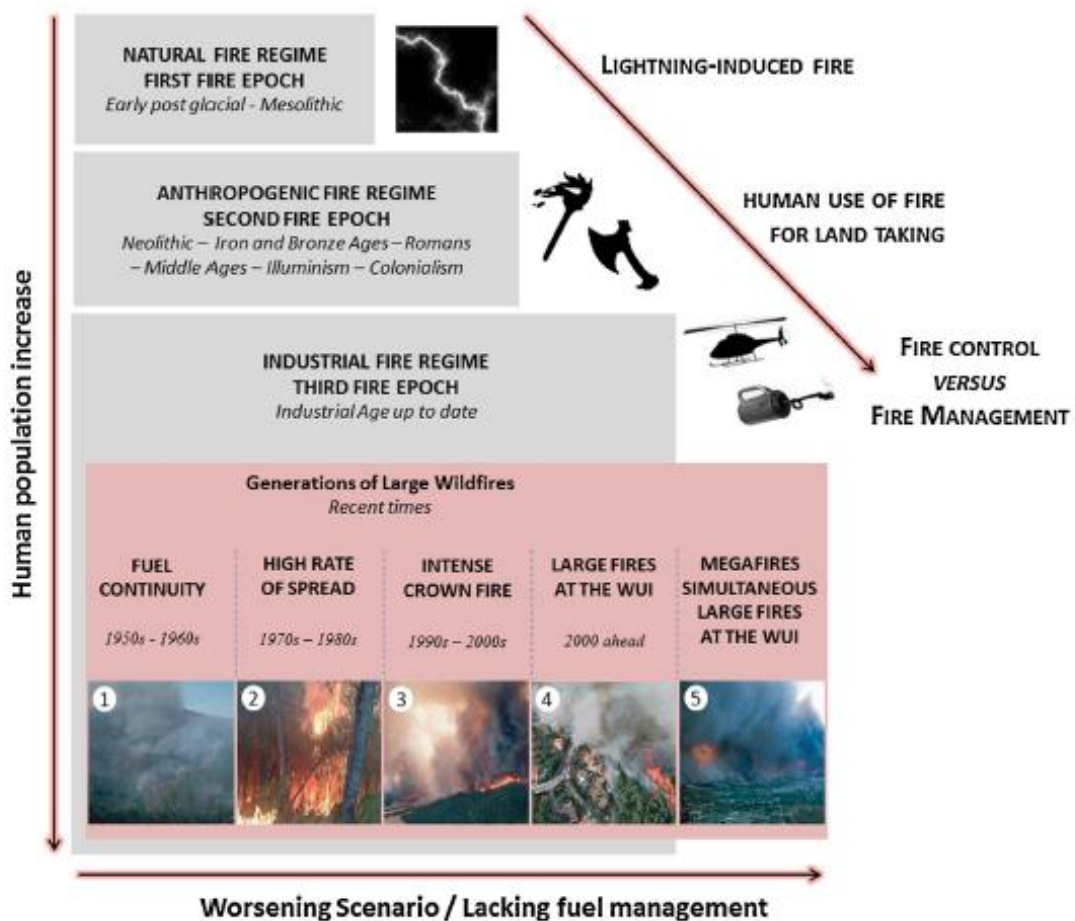 NATURAL FIRE REGIME
FIRST FIRE EPOCH
Early post glacial - Mesolithic
LIGHTNING-INDUCED FIRE
ANTHROPOGENIC FIRE REGIME
SECOND FIRE EPOCH
Neolithic – Iron and Bronze Ages – Romans
– Middle Ages – Illuminism – Colonialism
HUMAN USE OF FIRE
FOR LAND TAKING
INDUSTRIAL FIRE REGIME
THIRD FIRE EPOCH
Industrial Age up to date
FIRE CONTROL
VERSUS
FIRE MANAGEMENT
Human population increase
Generations of Large Wildfires
Recent times
FUEL
CONTINUITY
1950s - 1960s
HIGH RATE
OF SPREAD
1970s – 1980s
INTENSE
CROWN FIRE
1990s – 2000s
LARGE FIRES
AT THE WUI
2000 ahead
MEGAFIRES
SIMULTANEOUS
LARGE FIRES
AT THE WUI
1
2
3
4
5
Worsening Scenario / Lacking fuel management